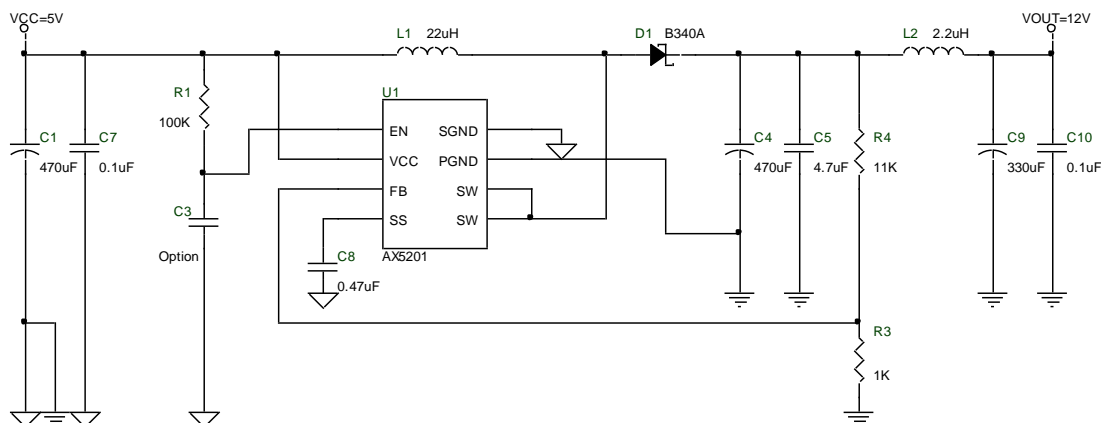 VCC=5V
VOUT=12V
L1 22uH
D1 B340A
L2 2.2uH
R1
100K
U1
EN SGND
VCC PGND
FB SW
SS SW
AX5201
C1
470uF
C7
0.1uF
C4
470uF
C5
4.7uF
R4
11K
C9
330uF
C10
0.1uF
C3
Option
C8
0.47uF
R3
1K